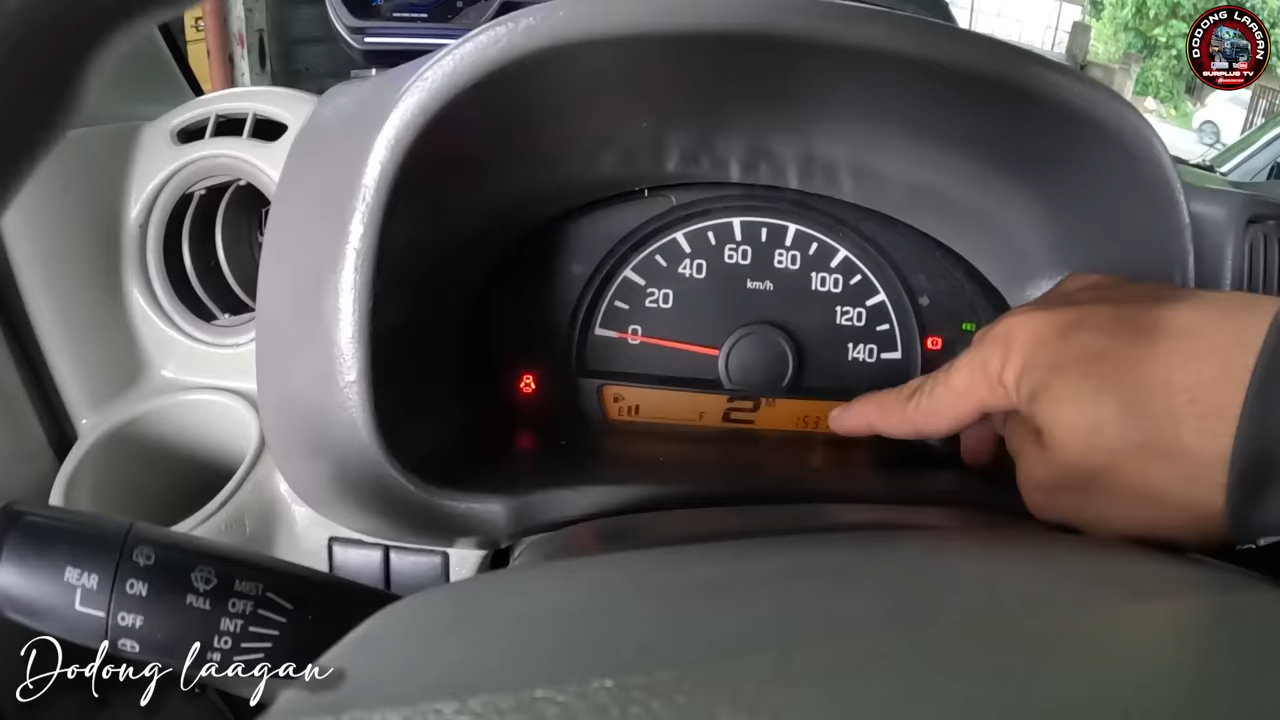 DODONG LAAGAN
SURPLUS TV
0
20
40
60
80
100
120
140
km/h
E
F
2
M
153
REAR
ON
OFF
PULL
MIST
OFF
INT
LO
HI
Dodong laagan